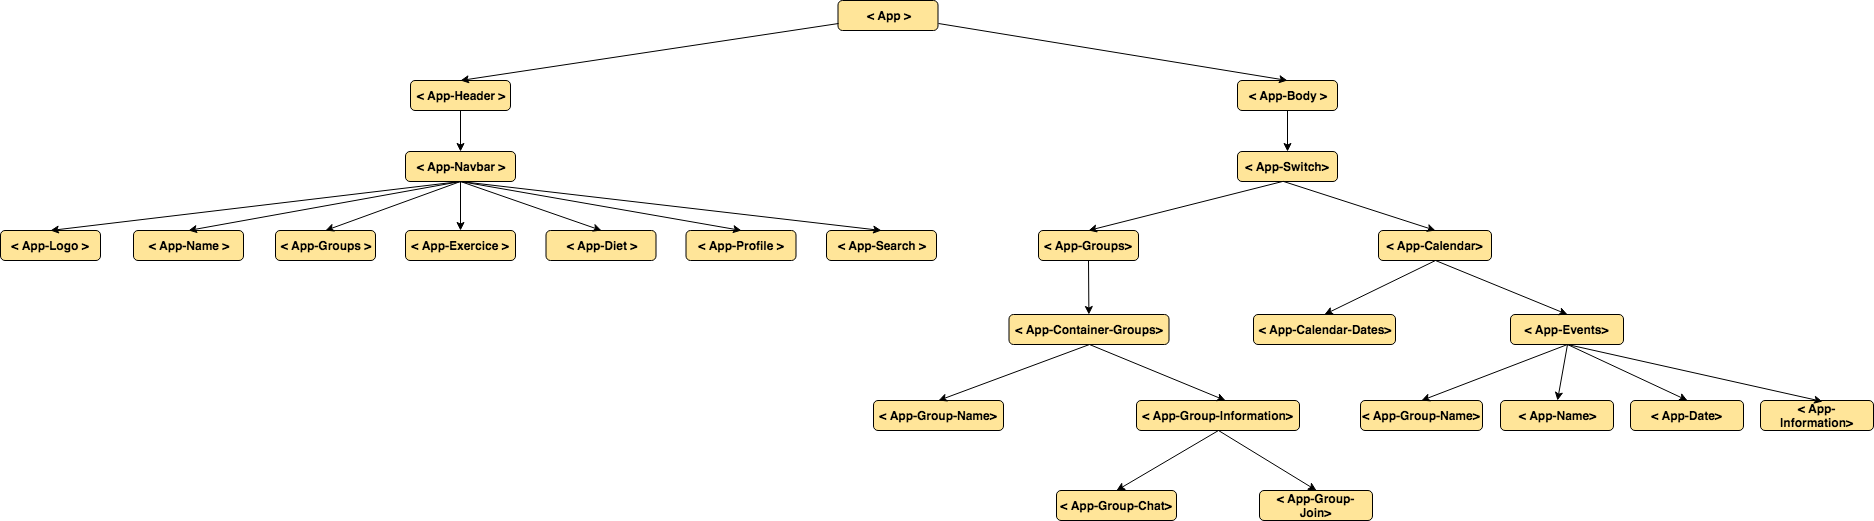 < App >
< App-Header >
< App-Body >
< App-Navbar >
< App-Switch>
< App-Logo >
< App-Name >
< App-Groups >
< App-Exercice >
< App-Diet >
< App-Profile >
< App-Search >
< App-Groups>
< App-Calendar>
< App-Container-Groups>
< App-Calendar-Dates>
< App-Events>
< App-Group-Name>
< App-Group-Information>
< App-Group-Name>
< App-Name>
< App-Date>
< App-
Information>
< App-Group-Chat>
< App-Group-
Join>